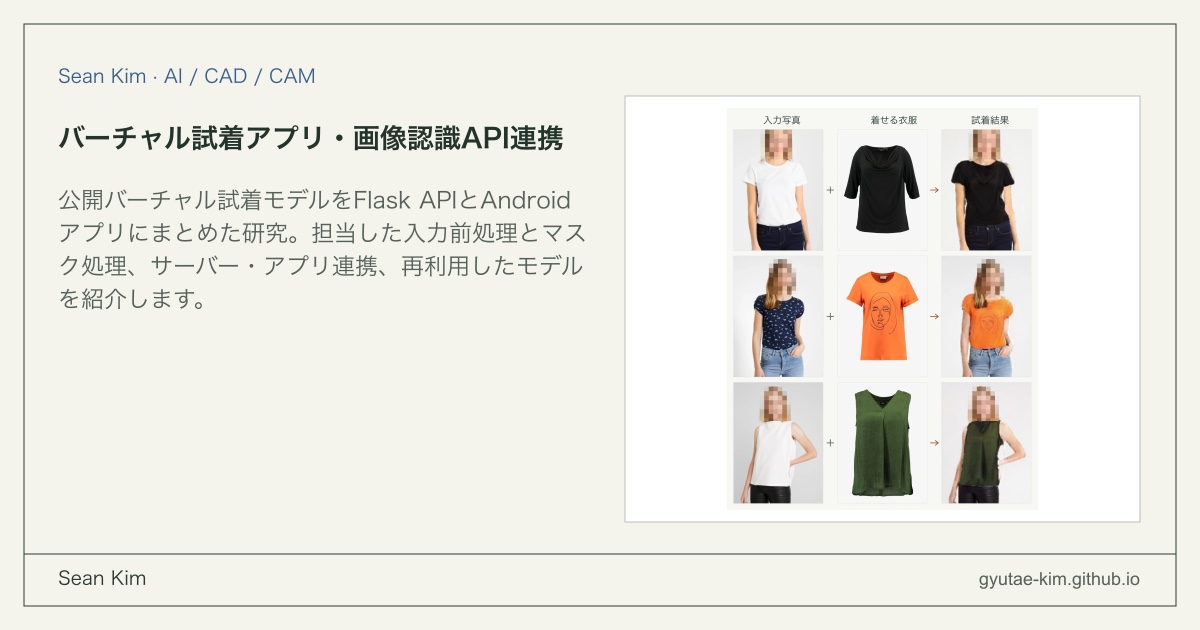 Sean Kim · AI / CAD / CAM
バーチャル試着アプリ・画像認識API連携
公開バーチャル試着モデルをFlask APIとAndroid
アプリにまとめた研究。担当した入力前処理とマス
ク処理、サーバー・アプリ連携、再利用したモデル
を紹介します。
入力写真 着せる衣服 試着結果
+ →
+ →
+ →
Sean Kim
gyutae-kim.github.io